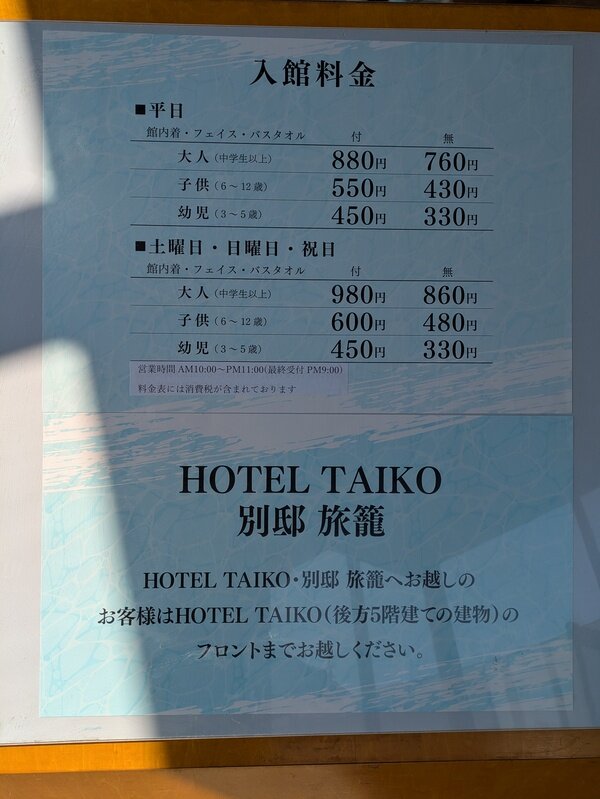 入館料金
■平日
館内着・フェイス・バスタオル 付 無
大人(中学生以上) 880円 760円
子供(6〜12歳) 550円 430円
幼児(3〜5歳) 450円 330円
■土曜日・日曜日・祝日
館内着・フェイス・バスタオル 付 無
大人(中学生以上) 980円 860円
子供(6〜12歳) 600円 480円
幼児(3〜5歳) 450円 330円
営業時間 AM10:00〜PM11:00(最終受付 PM9:00)
料金表には消費税が含まれております
HOTEL TAIKO
別邸 旅籠
HOTEL TAIKO・別邸 旅籠へお越しの
お客様はHOTEL TAIKO(後方5階建ての建物)の
フロントまでお越しください。